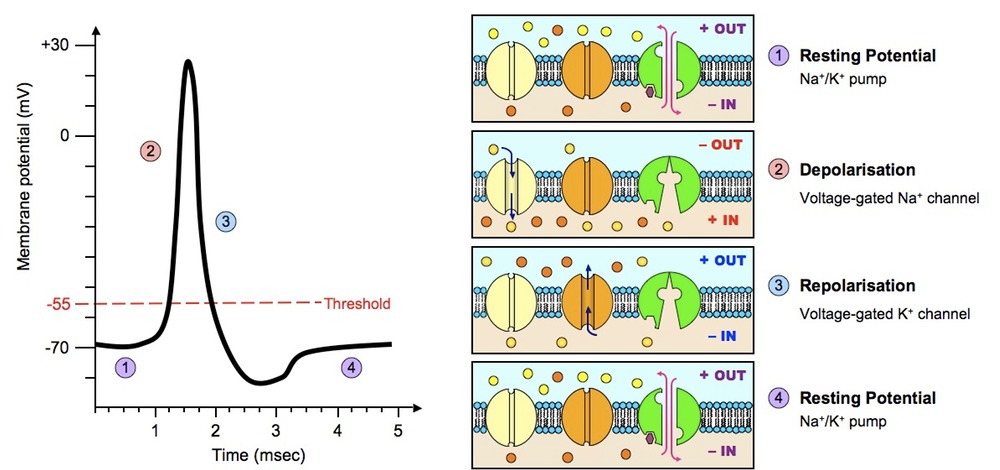 +30
0
-55
-70
Membrane potential (mV)
Threshold
1
2
3
4
1 2 3 4 5
Time (msec)
+ OUT
– IN
1 Resting Potential
Na⁺/K⁺ pump
– OUT
+ IN
2 Depolarisation
Voltage-gated Na⁺ channel
+ OUT
– IN
3 Repolarisation
Voltage-gated K⁺ channel
+ OUT
– IN
4 Resting Potential
Na⁺/K⁺ pump